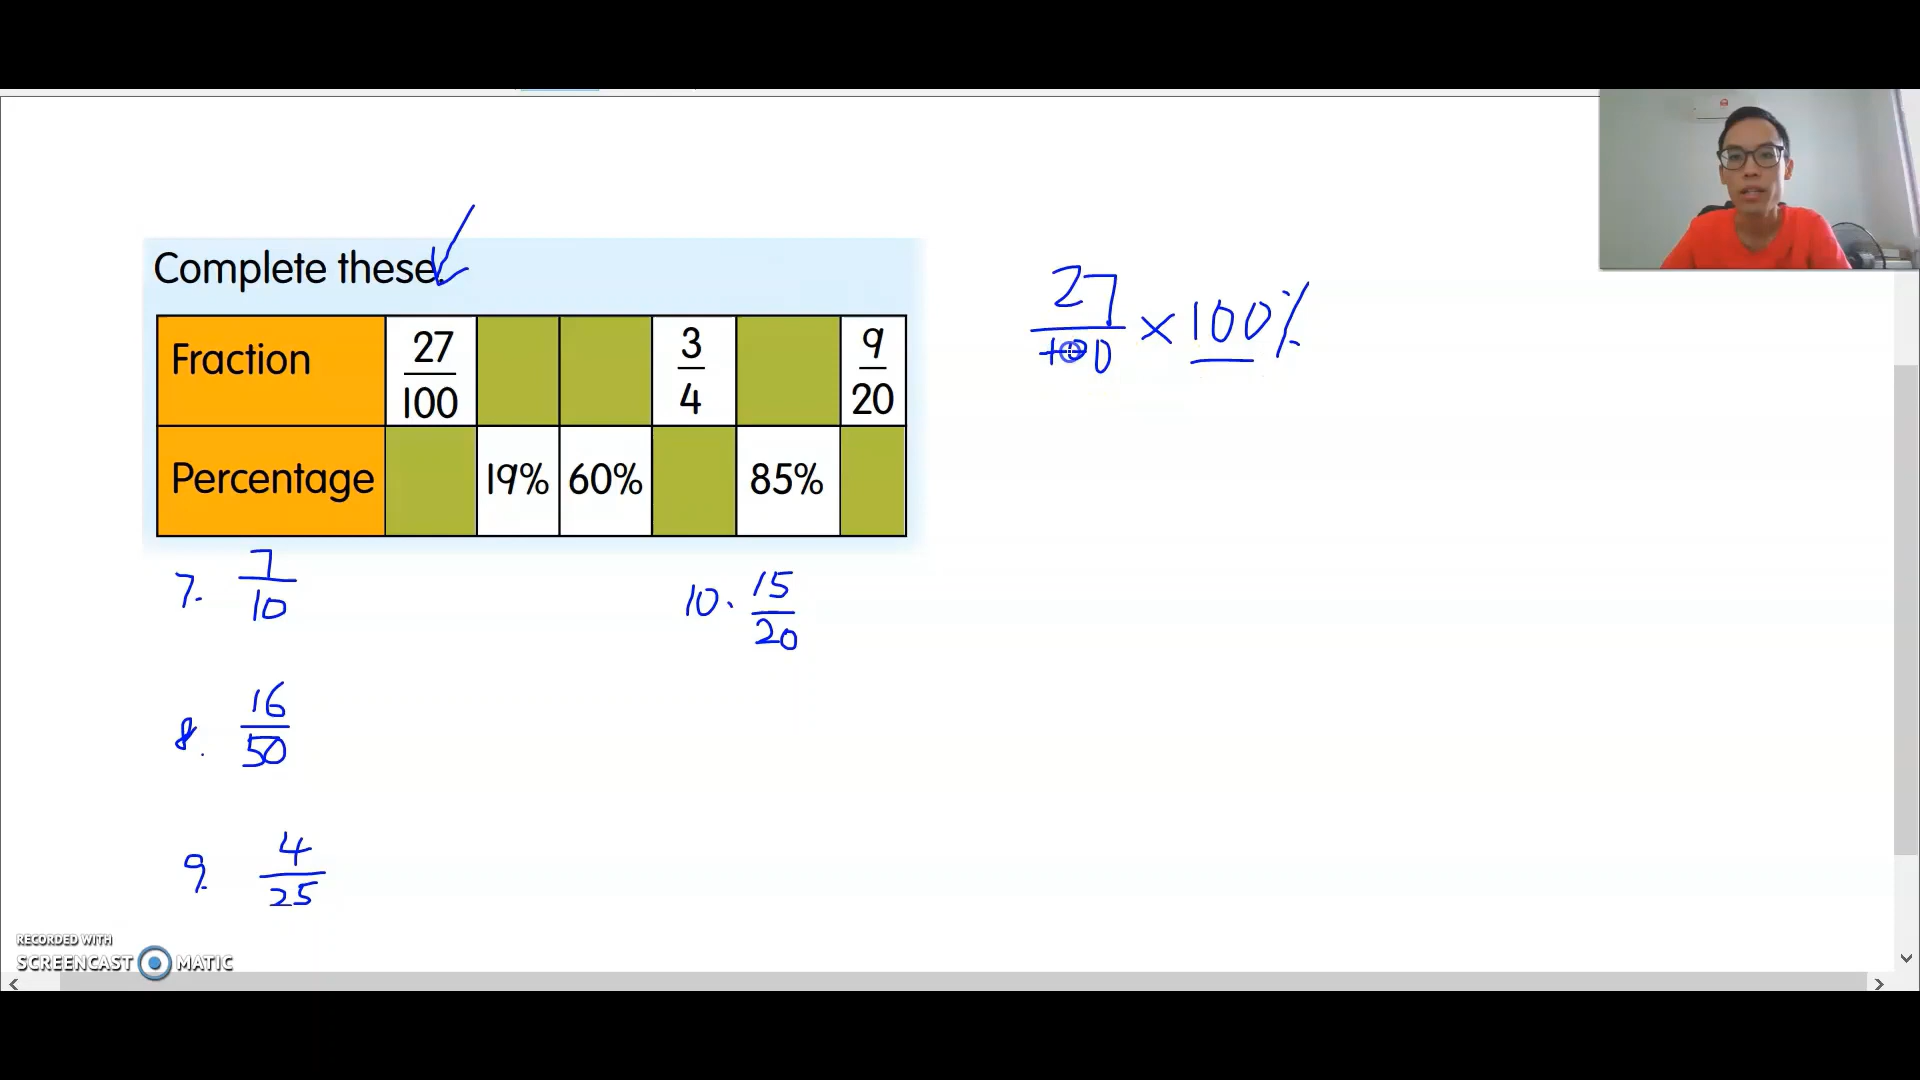 Complete these.
Fraction 27/100 3/4 9/20
Percentage 19% 60% 85%
27/100 × 100%
7. 7/10
10. 15/20
8. 16/50
9. 4/25
RECORDED WITH
SCREENCAST MATIC